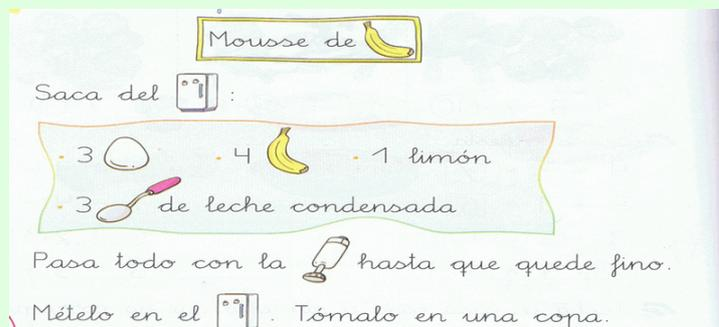 Mousse de
Saca del :
· 3 · 4 · 1 limón
· 3 de leche condensada
Pasa todo con la hasta que quede fino.
Mételo en el . Tómalo en una copa.